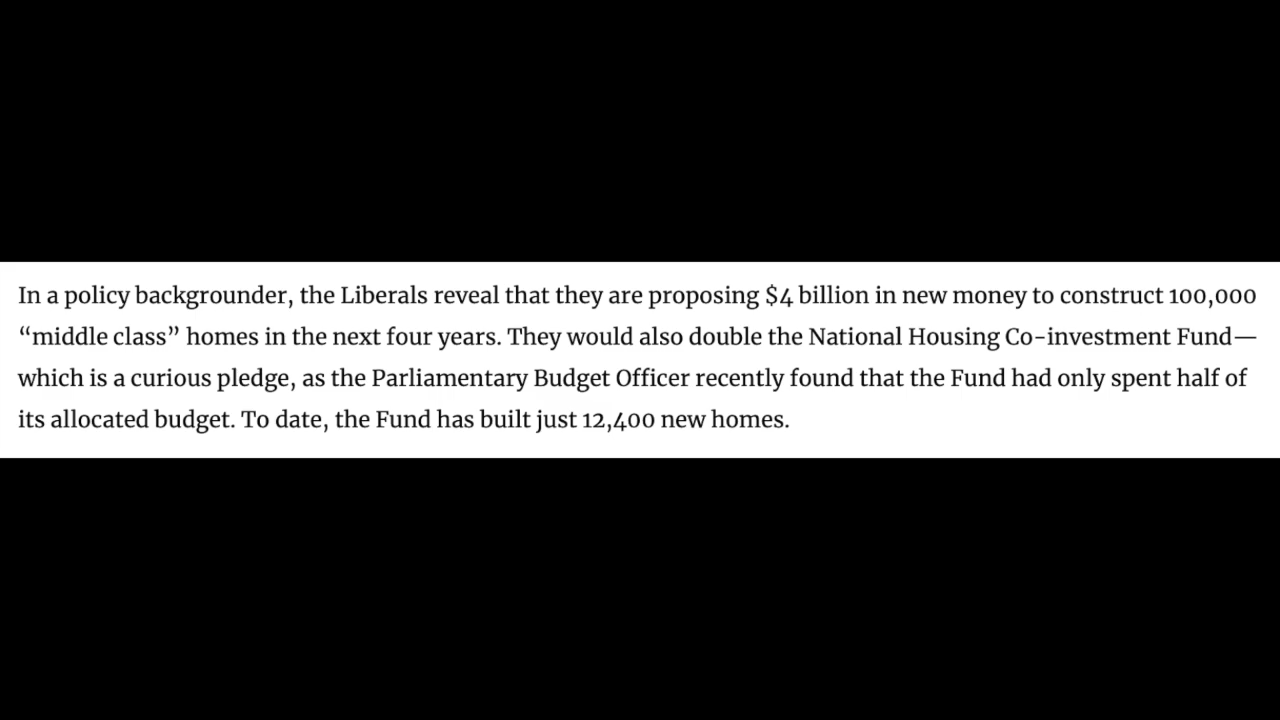 In a policy backgrounder, the Liberals reveal that they are proposing $4 billion in new money to construct 100,000
“middle class” homes in the next four years. They would also double the National Housing Co-investment Fund—
which is a curious pledge, as the Parliamentary Budget Officer recently found that the Fund had only spent half of
its allocated budget. To date, the Fund has built just 12,400 new homes.